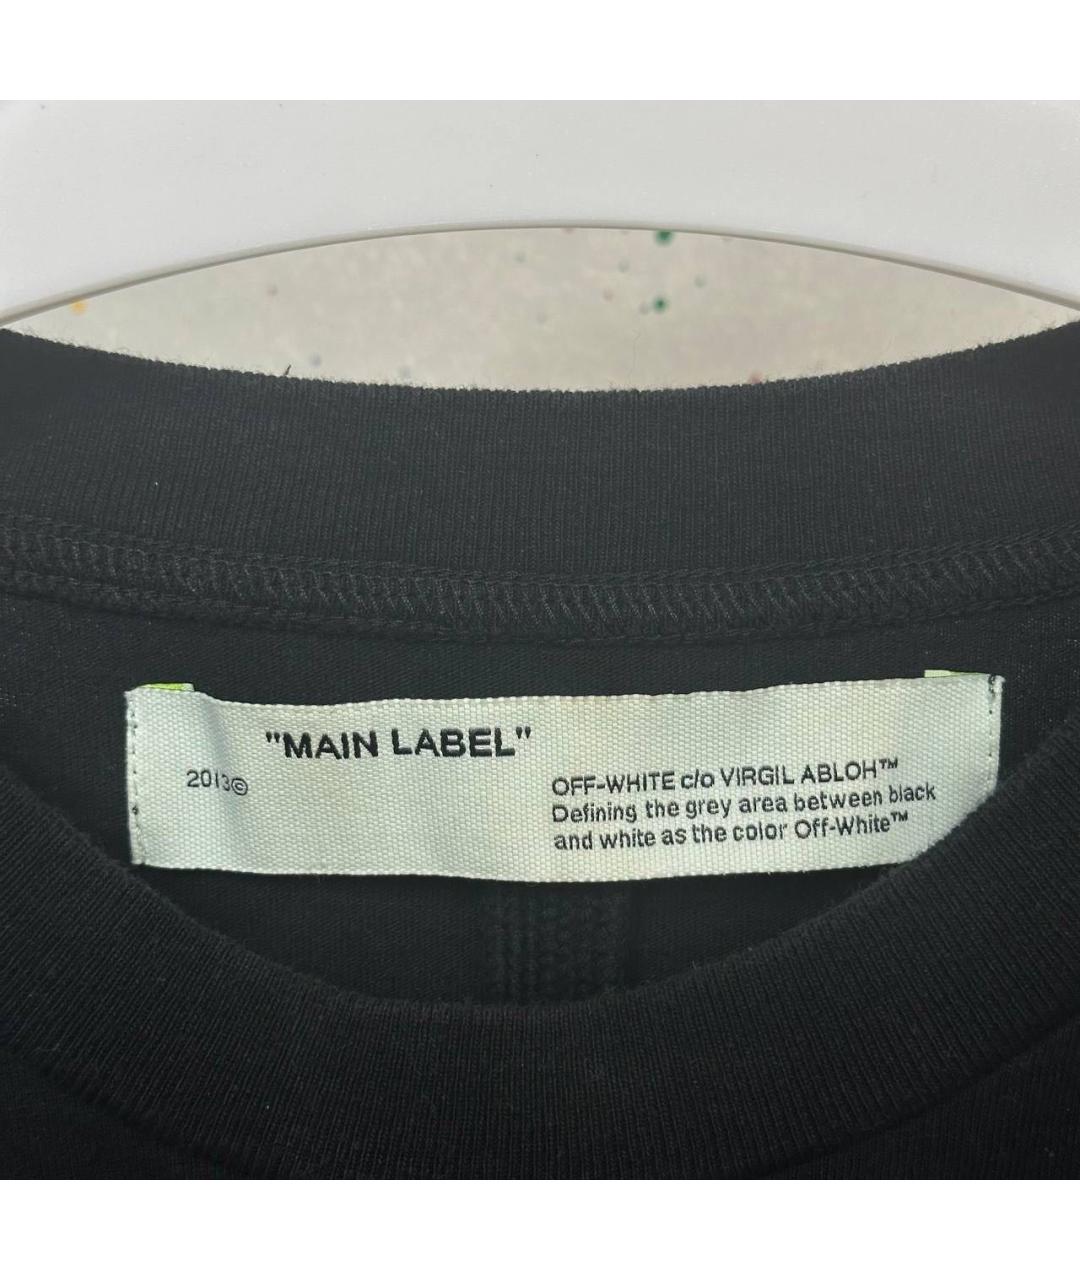 "MAIN LABEL"
2013©
OFF-WHITE c/o VIRGIL ABLOH™
Defining the grey area between black
and white as the color Off-White™